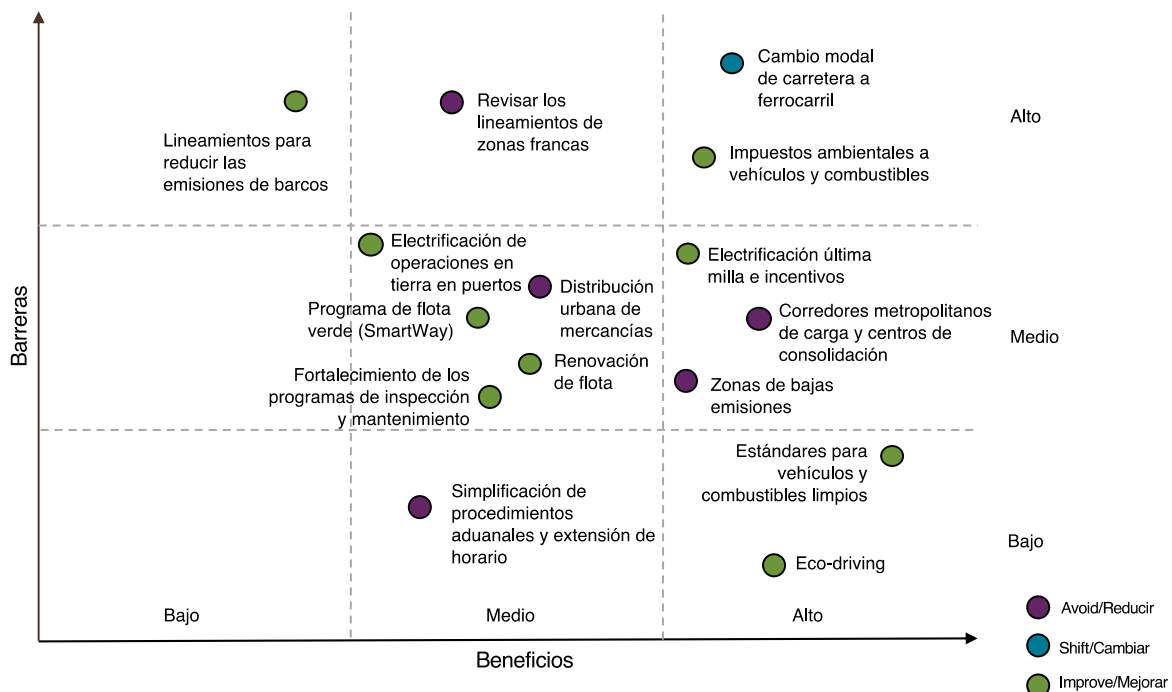 Cambio modal
de carretera a
ferrocarril
Revisar los
lineamientos de
zonas francas
Alto
Lineamientos para
reducir las
emisiones de barcos
Impuestos ambientales a
vehículos y combustibles
Electrificación de
operaciones en
tierra en puertos
Electrificación última
milla e incentivos
Distribución
urbana de
mercancías
Programa de flota
verde (SmartWay)
Corredores metropolitanos
de carga y centros de
consolidación
Medio
Barreras
Renovación
de flota
Fortalecimiento de los
programas de inspección
y mantenimiento
Zonas de bajas
emisiones
Estándares para
vehículos y
combustibles limpios
Simplificación de
procedimientos
aduanales y extensión de
horario
Bajo
Eco-driving
Bajo
Medio
Alto
Beneficios
Avoid/Reducir
Shift/Cambiar
Improve/Mejorar